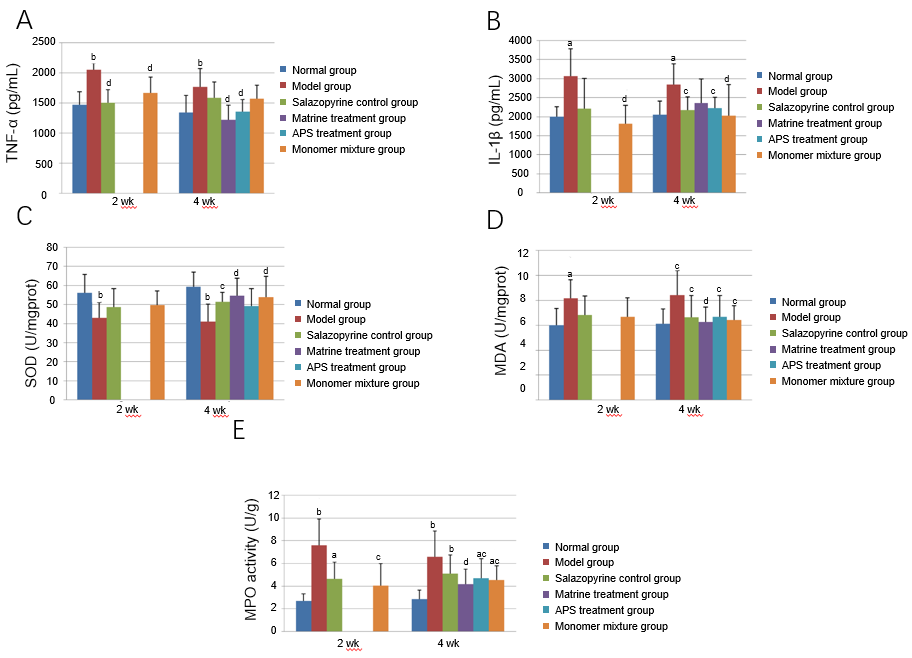 A
TNF-α (pg/mL)
2500
2000
1500
1000
500
0
b
d
d
b
d
d
2 wk
4 wk
Normal group
Model group
Salazopyrine control group
Matrine treatment group
APS treatment group
Monomer mixture group
B
IL-1β (pg/mL)
4000
3500
3000
2500
2000
1500
1000
500
0
a
d
a
c
c
d
2 wk
4 wk
Normal group
Model group
Salazopyrine control group
Matrine treatment group
APS treatment group
Monomer mixture group
C
SOD (U/mgprot)
80
70
60
50
40
30
20
10
0
b
b
c
d
d
2 wk
4 wk
Normal group
Model group
Salazopyrine control group
Matrine treatment group
APS treatment group
Monomer mixture group
D
MDA (U/mgprot)
12
10
8
6
4
2
0
a
c
c
d
c
c
2 wk
4 wk
Normal group
Model group
Salazopyrine control group
Matrine treatment group
APS treatment group
Monomer mixture group
E
MPO activity (U/g)
12
10
8
6
4
2
0
b
a
c
b
b
d
ac
ac
2 wk
4 wk
Normal group
Model group
Salazopyrine control group
Matrine treatment group
APS treatment group
Monomer mixture group